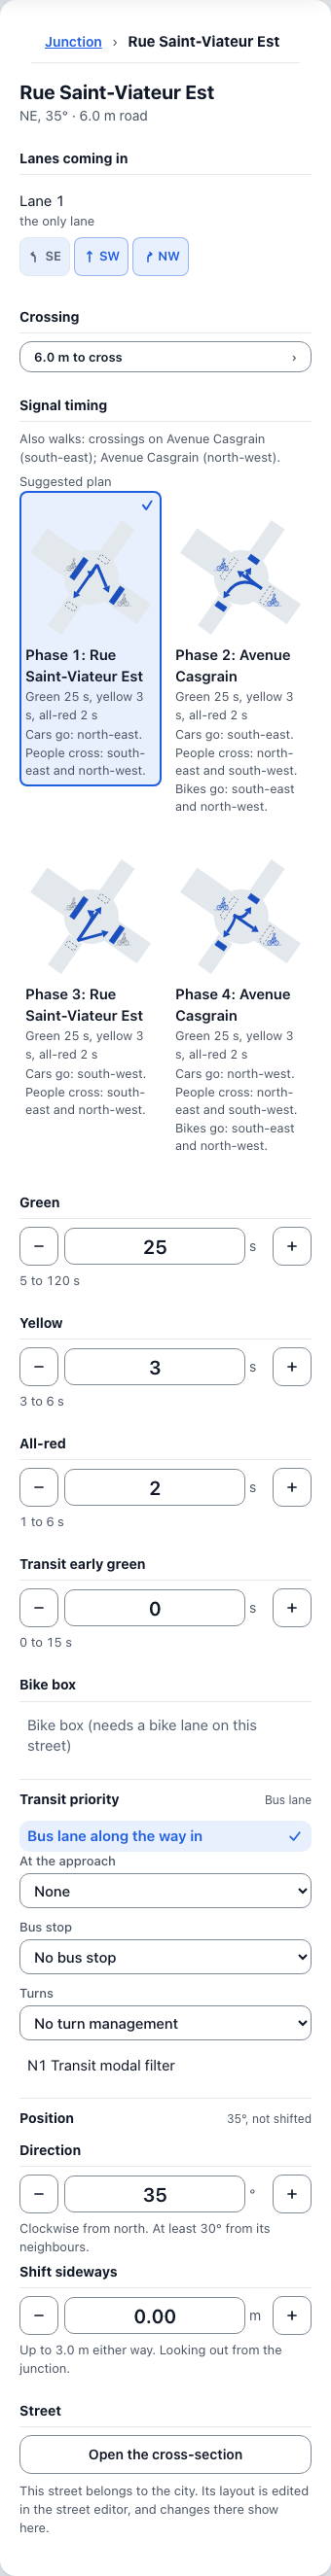 Junction › Rue Saint-Viateur Est
Rue Saint-Viateur Est
NE, 35° · 6.0 m road
Lanes coming in
Lane 1
the only lane
SE SW NW
Crossing
6.0 m to cross ›
Signal timing
Also walks: crossings on Avenue Casgrain
(south-east); Avenue Casgrain (north-west).
Suggested plan
Phase 1: Rue
Saint-Viateur Est
Green 25 s, yellow 3
s, all-red 2 s
Cars go: north-east.
People cross: south-
east and north-west.
Phase 2: Avenue
Casgrain
Green 25 s, yellow 3
s, all-red 2 s
Cars go: south-east.
People cross: north-
east and south-west.
Bikes go: south-east
and north-west.
Phase 3: Rue
Saint-Viateur Est
Green 25 s, yellow 3
s, all-red 2 s
Cars go: south-west.
People cross: south-
east and north-west.
Phase 4: Avenue
Casgrain
Green 25 s, yellow 3
s, all-red 2 s
Cars go: north-west.
People cross: north-
east and south-west.
Bikes go: south-east
and north-west.
Green
− 25 s +
5 to 120 s
Yellow
− 3 s +
3 to 6 s
All-red
− 2 s +
1 to 6 s
Transit early green
− 0 s +
0 to 15 s
Bike box
Bike box (needs a bike lane on this
street)
Transit priority Bus lane
Bus lane along the way in
At the approach
None
Bus stop
No bus stop
Turns
No turn management
N1 Transit modal filter
Position 35°, not shifted
Direction
− 35 ° +
Clockwise from north. At least 30° from its
neighbours.
Shift sideways
− 0.00 m +
Up to 3.0 m either way. Looking out from the
junction.
Street
Open the cross-section
This street belongs to the city. Its layout is edited
in the street editor, and changes there show
here.